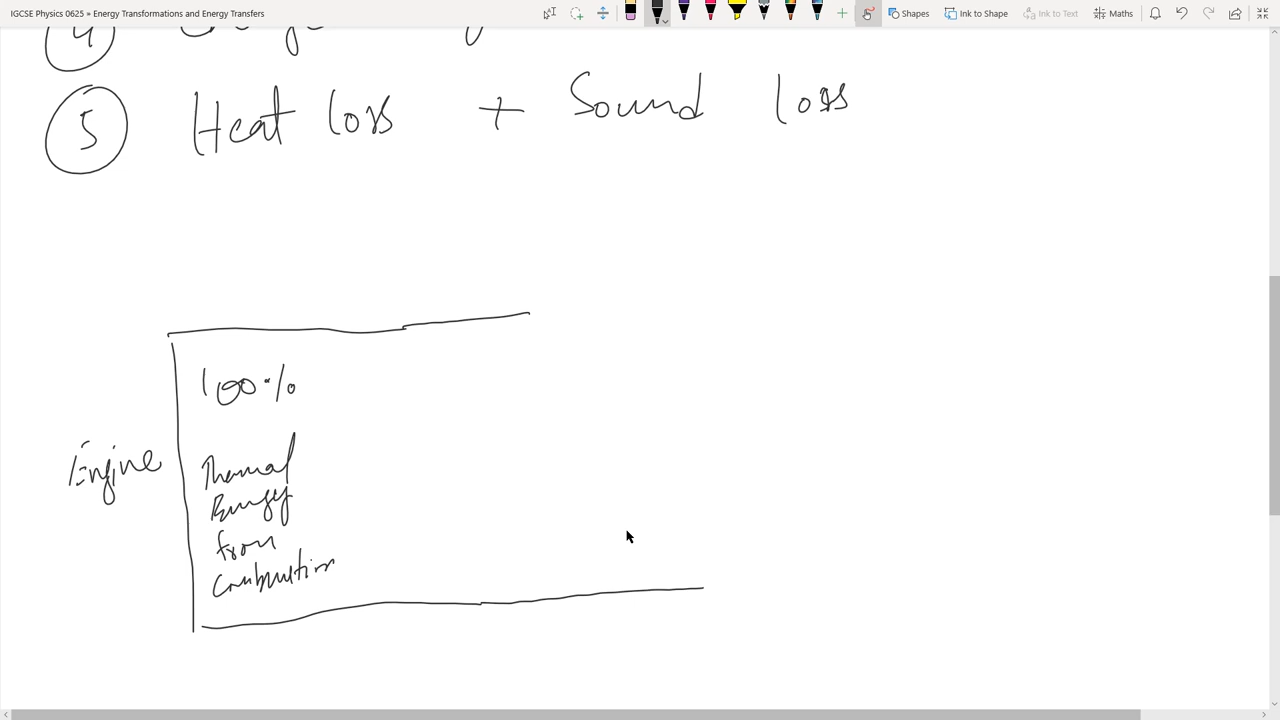 IGCSE Physics 0625 - Energy Transformations and Energy Transfers
Shapes
Ink to Shape
Ink to Text
Maths
4
5 Heat loss + Sound loss
100%
Engine
Thermal
Energy
from
Combustion